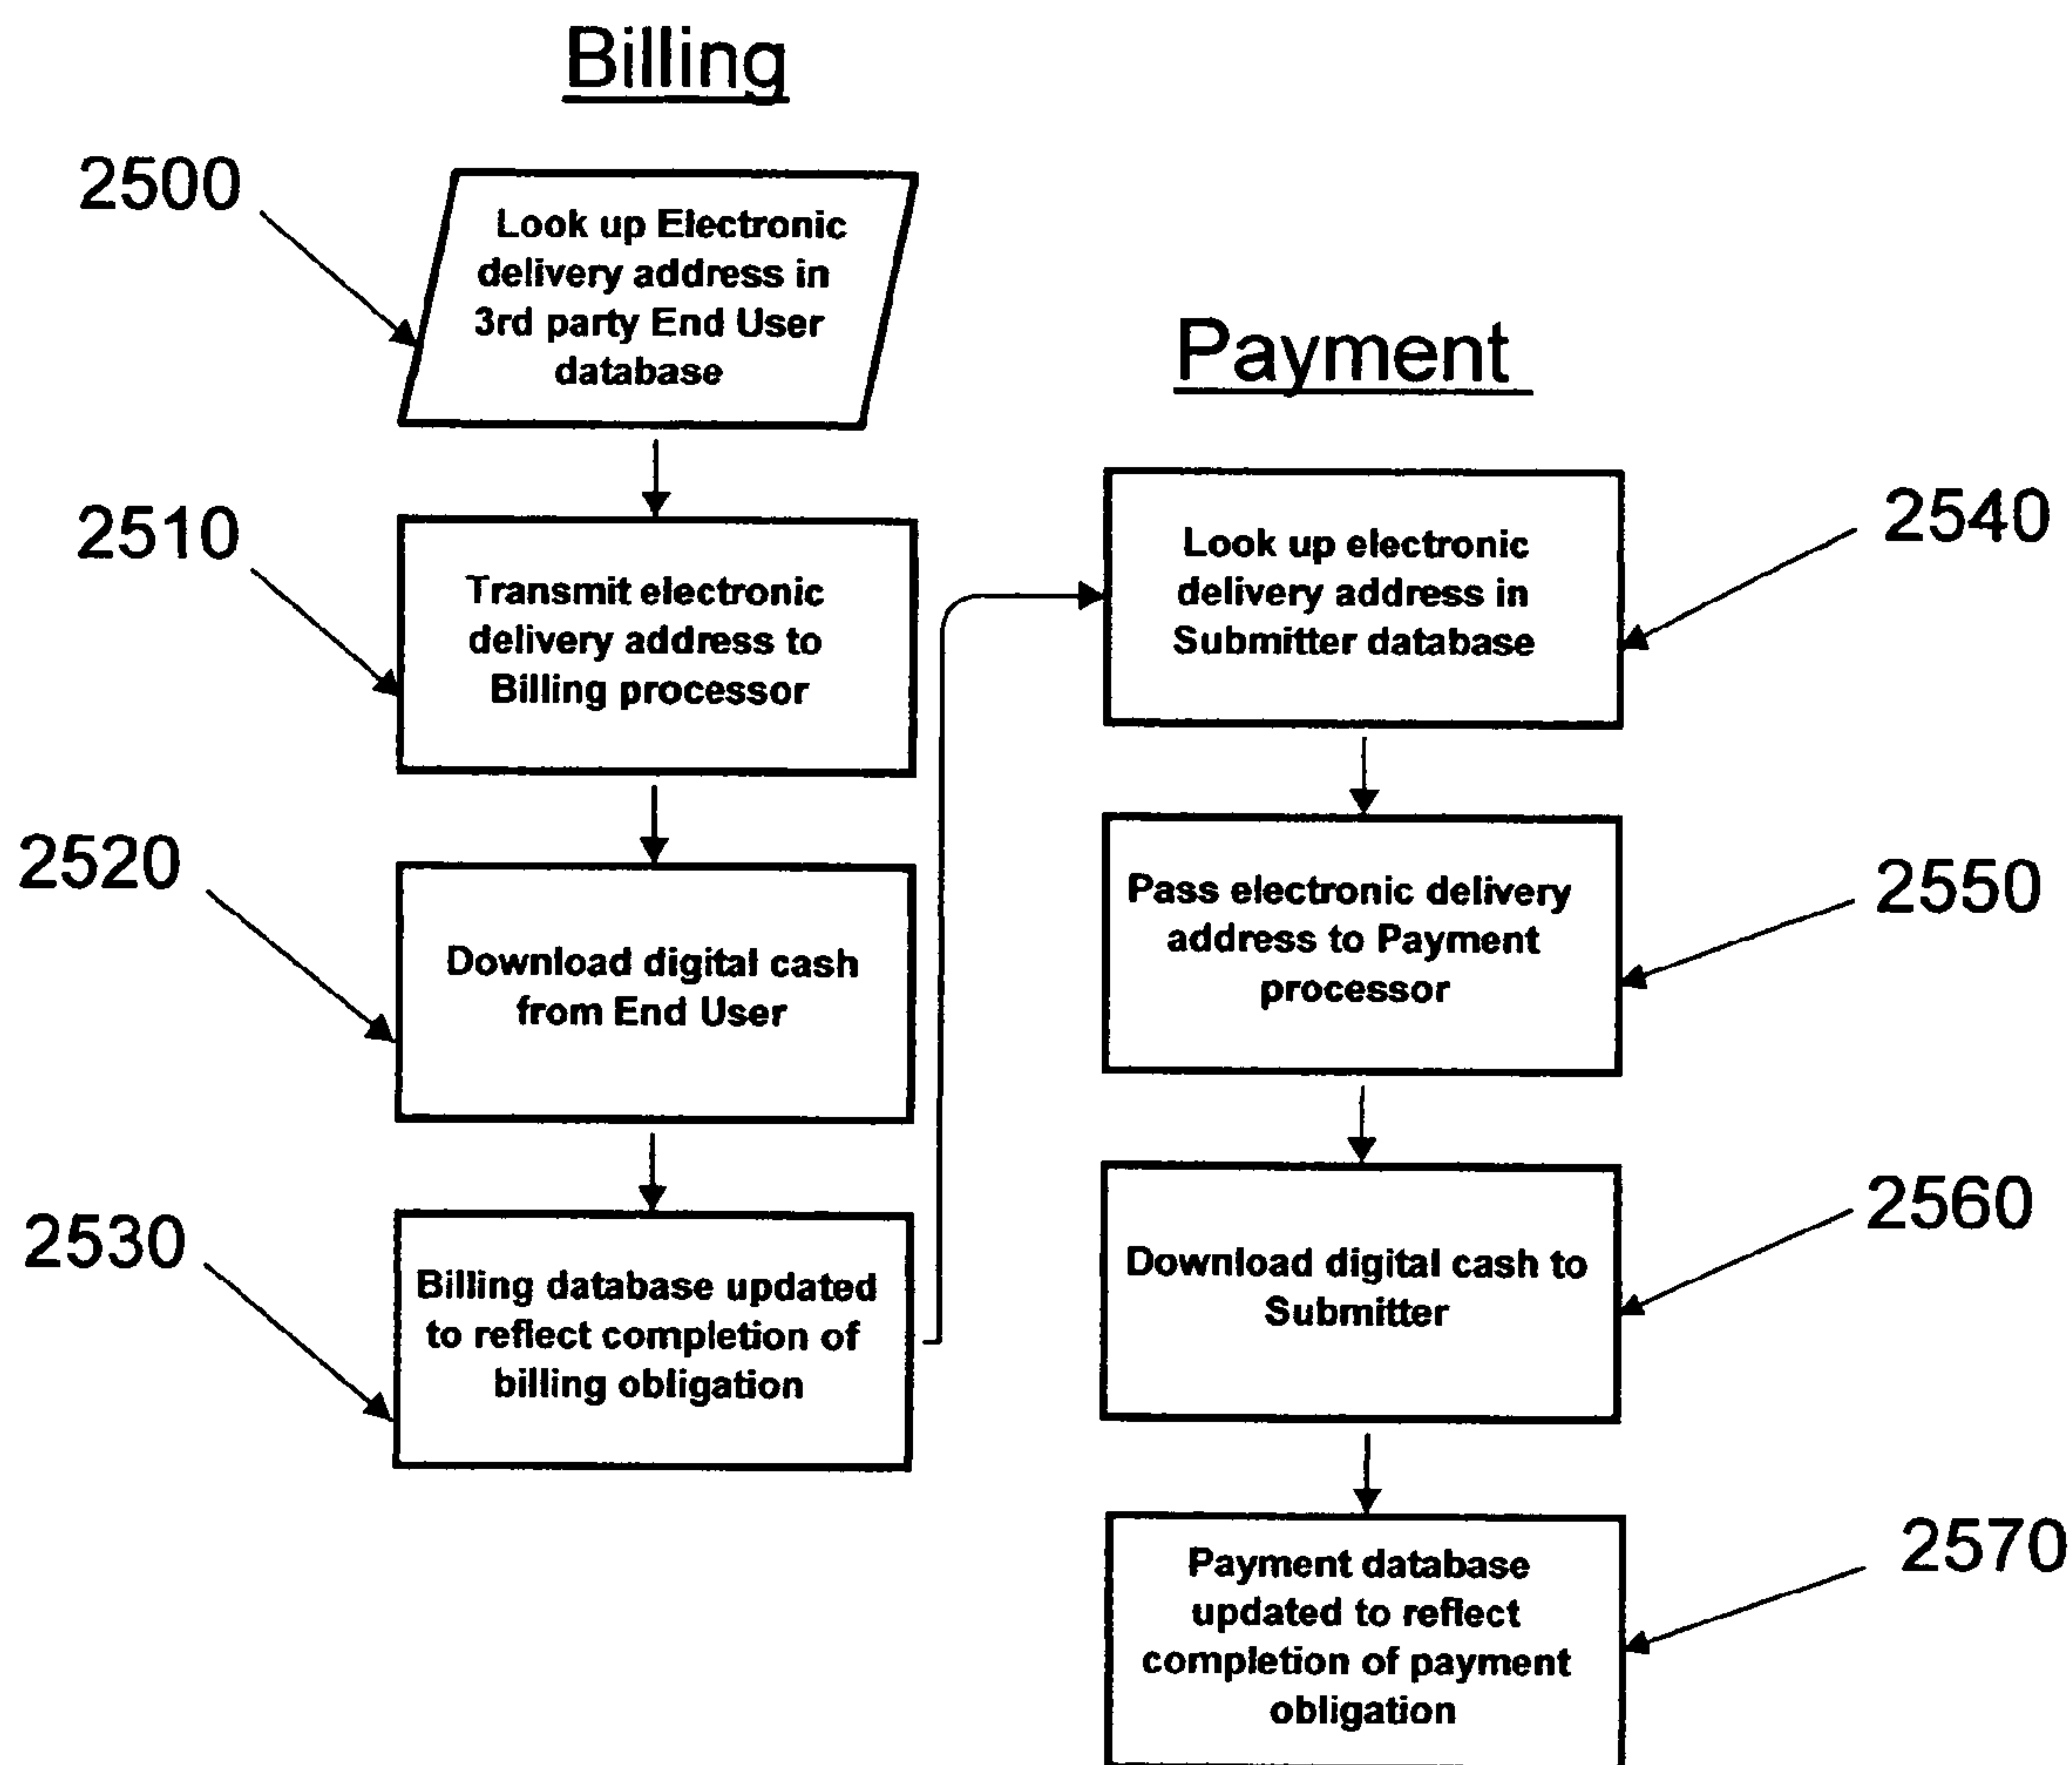 Billing
2500
Look up Electronic
delivery address in
3rd party End User
database
2510
Transmit electronic
delivery address to
Billing processor
2520
Download digital cash
from End User
2530
Billing database updated
to reflect completion of
billing obligation
Payment
2540
Look up electronic
delivery address in
Submitter database
2550
Pass electronic delivery
address to Payment
processor
2560
Download digital cash to
Submitter
2570
Payment database
updated to reflect
completion of payment
obligation